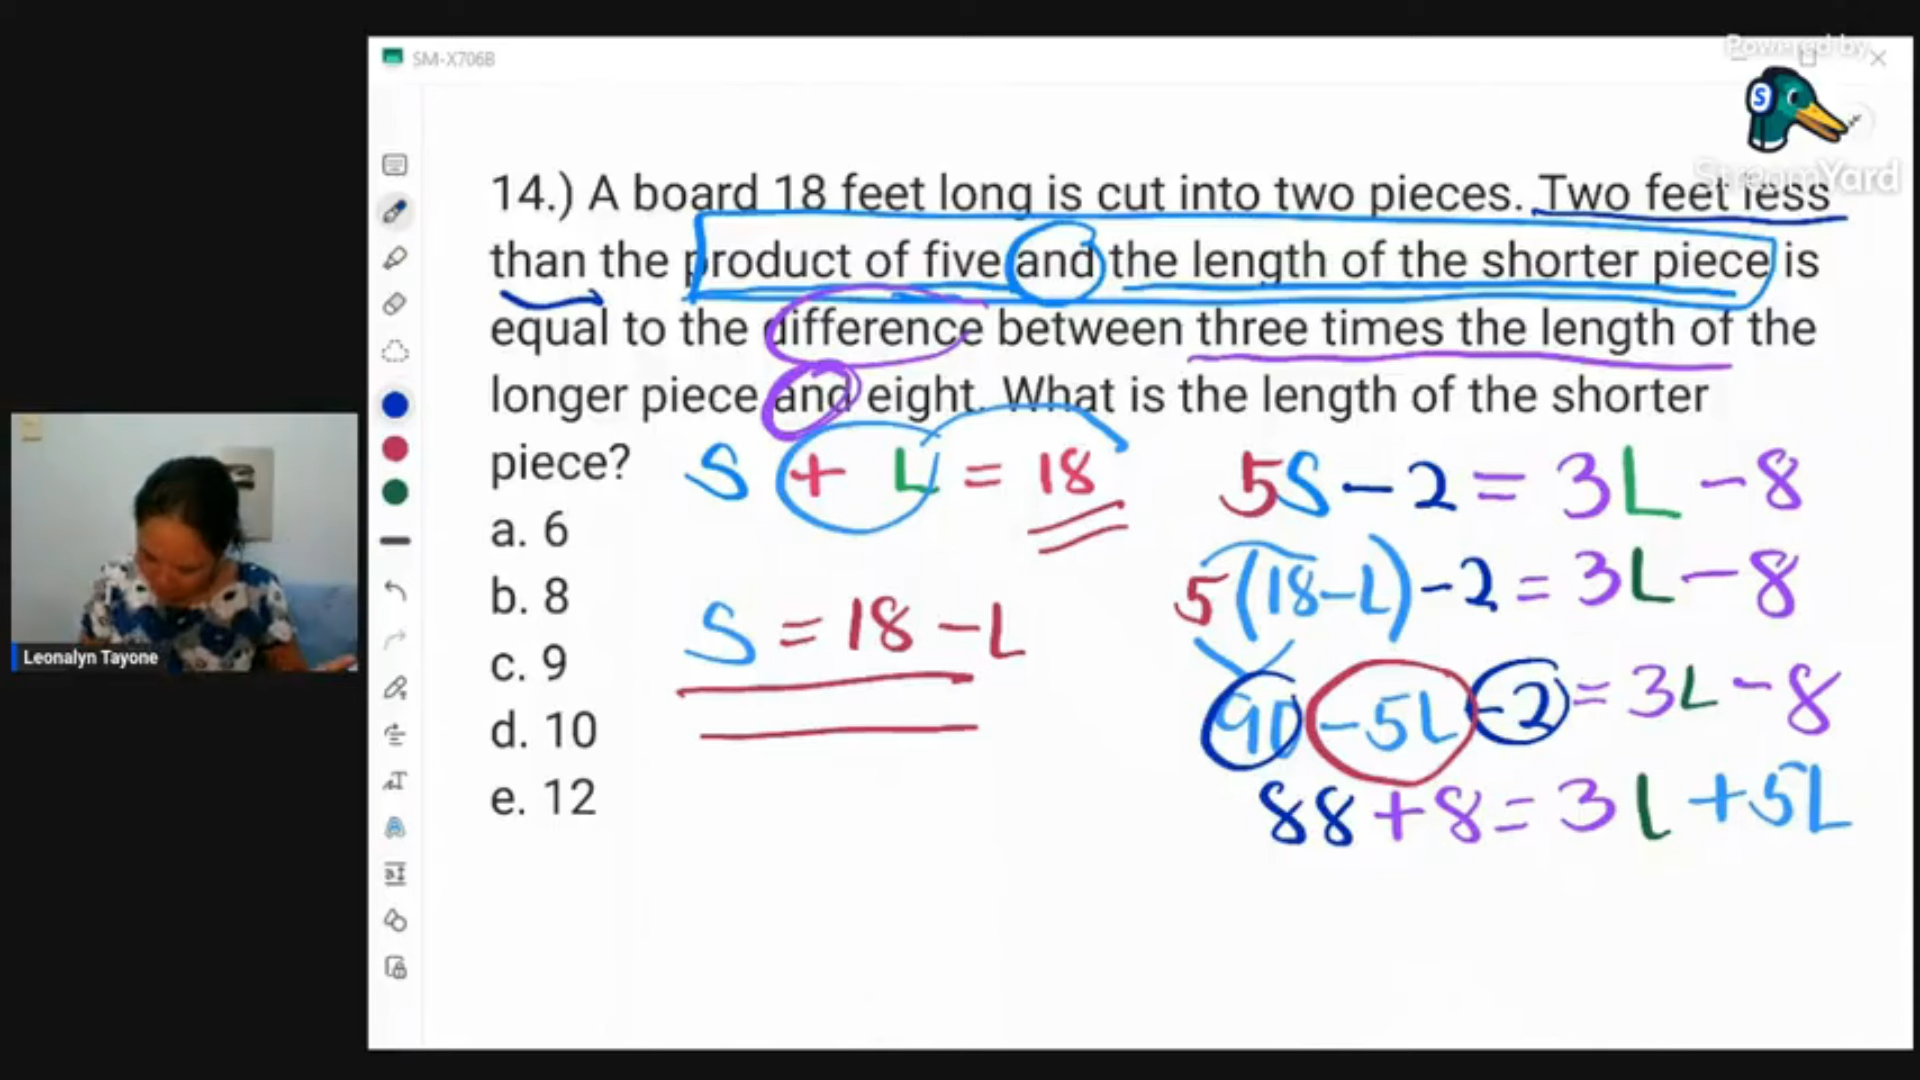 SM-X706B
Powered by
StreamYard
14.) A board 18 feet long is cut into two pieces. Two feet less
than the product of five and the length of the shorter piece is
equal to the difference between three times the length of the
longer piece and eight. What is the length of the shorter
piece?
a. 6
b. 8
c. 9
d. 10
e. 12
S + L = 18
S = 18 - L
5S - 2 = 3L - 8
5(18-L) - 2 = 3L - 8
90 - 5L - 2 = 3L - 8
88 + 8 = 3L + 5L
Leonalyn Tayone